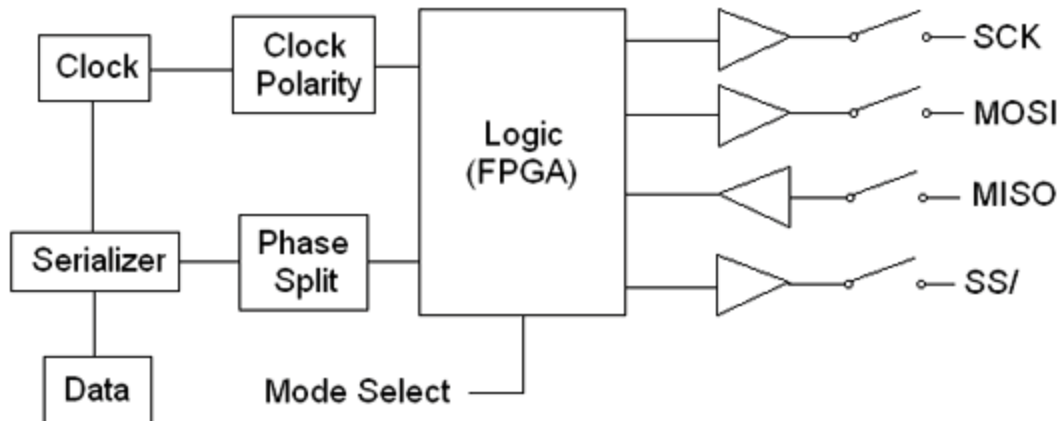 Clock
Clock
Polarity
Logic
(FPGA)
SCK
MOSI
MISO
SS/
Serializer
Phase
Split
Data
Mode Select